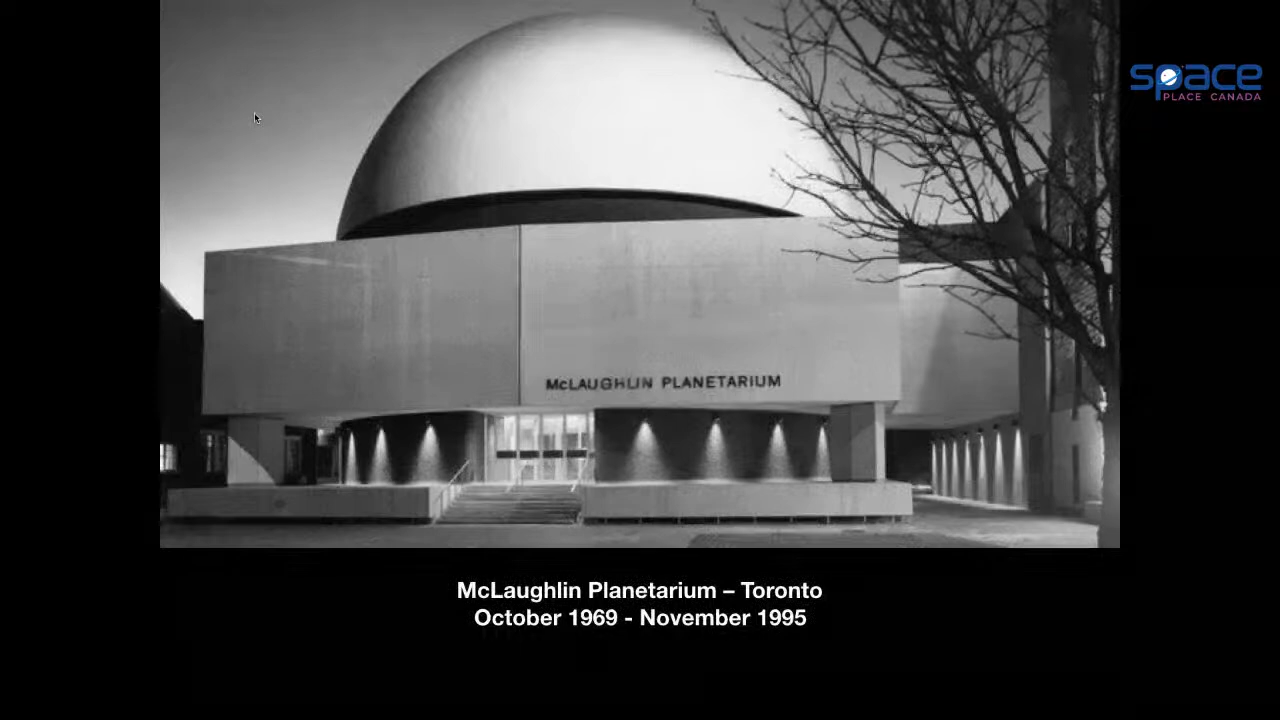 space
PLACE CANADA
McLAUGHLIN PLANETARIUM
McLaughlin Planetarium – Toronto
October 1969 - November 1995